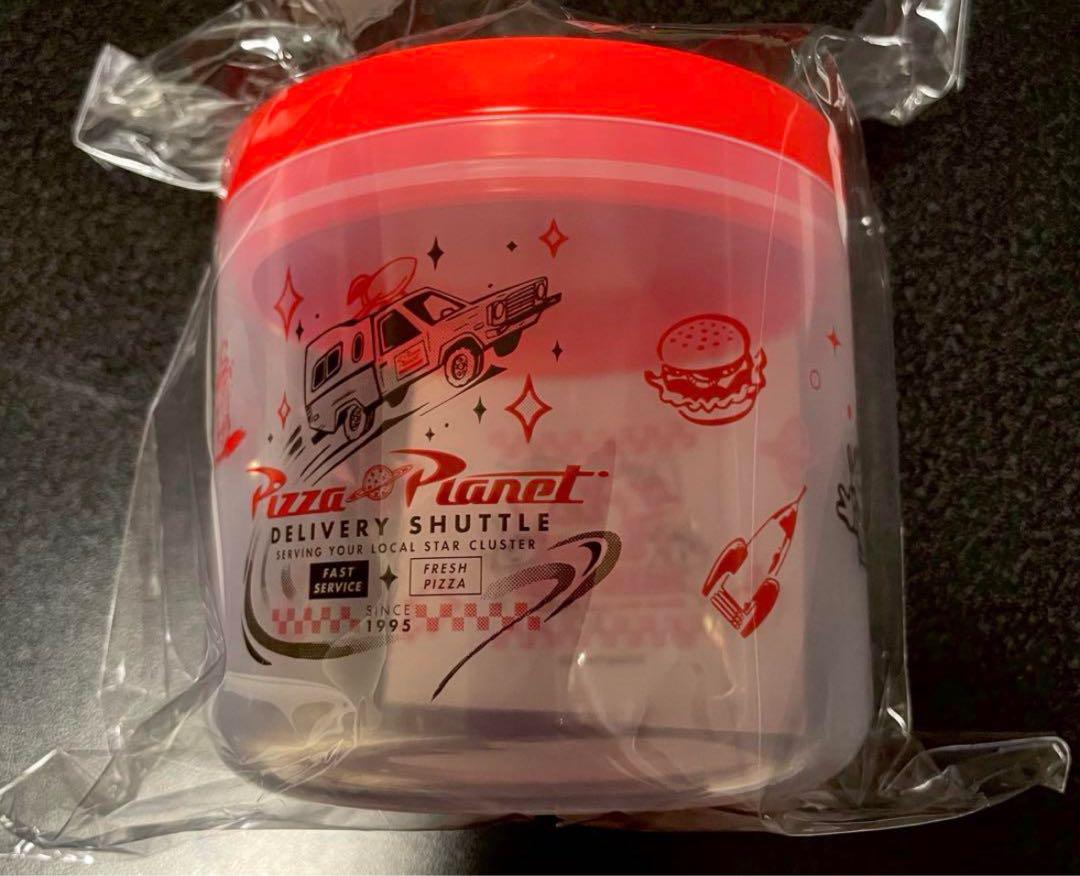 Pizza Planet
DELIVERY SHUTTLE
SERVING YOUR LOCAL STAR CLUSTER
FAST
SERVICE
FRESH
PIZZA
SINCE
1995